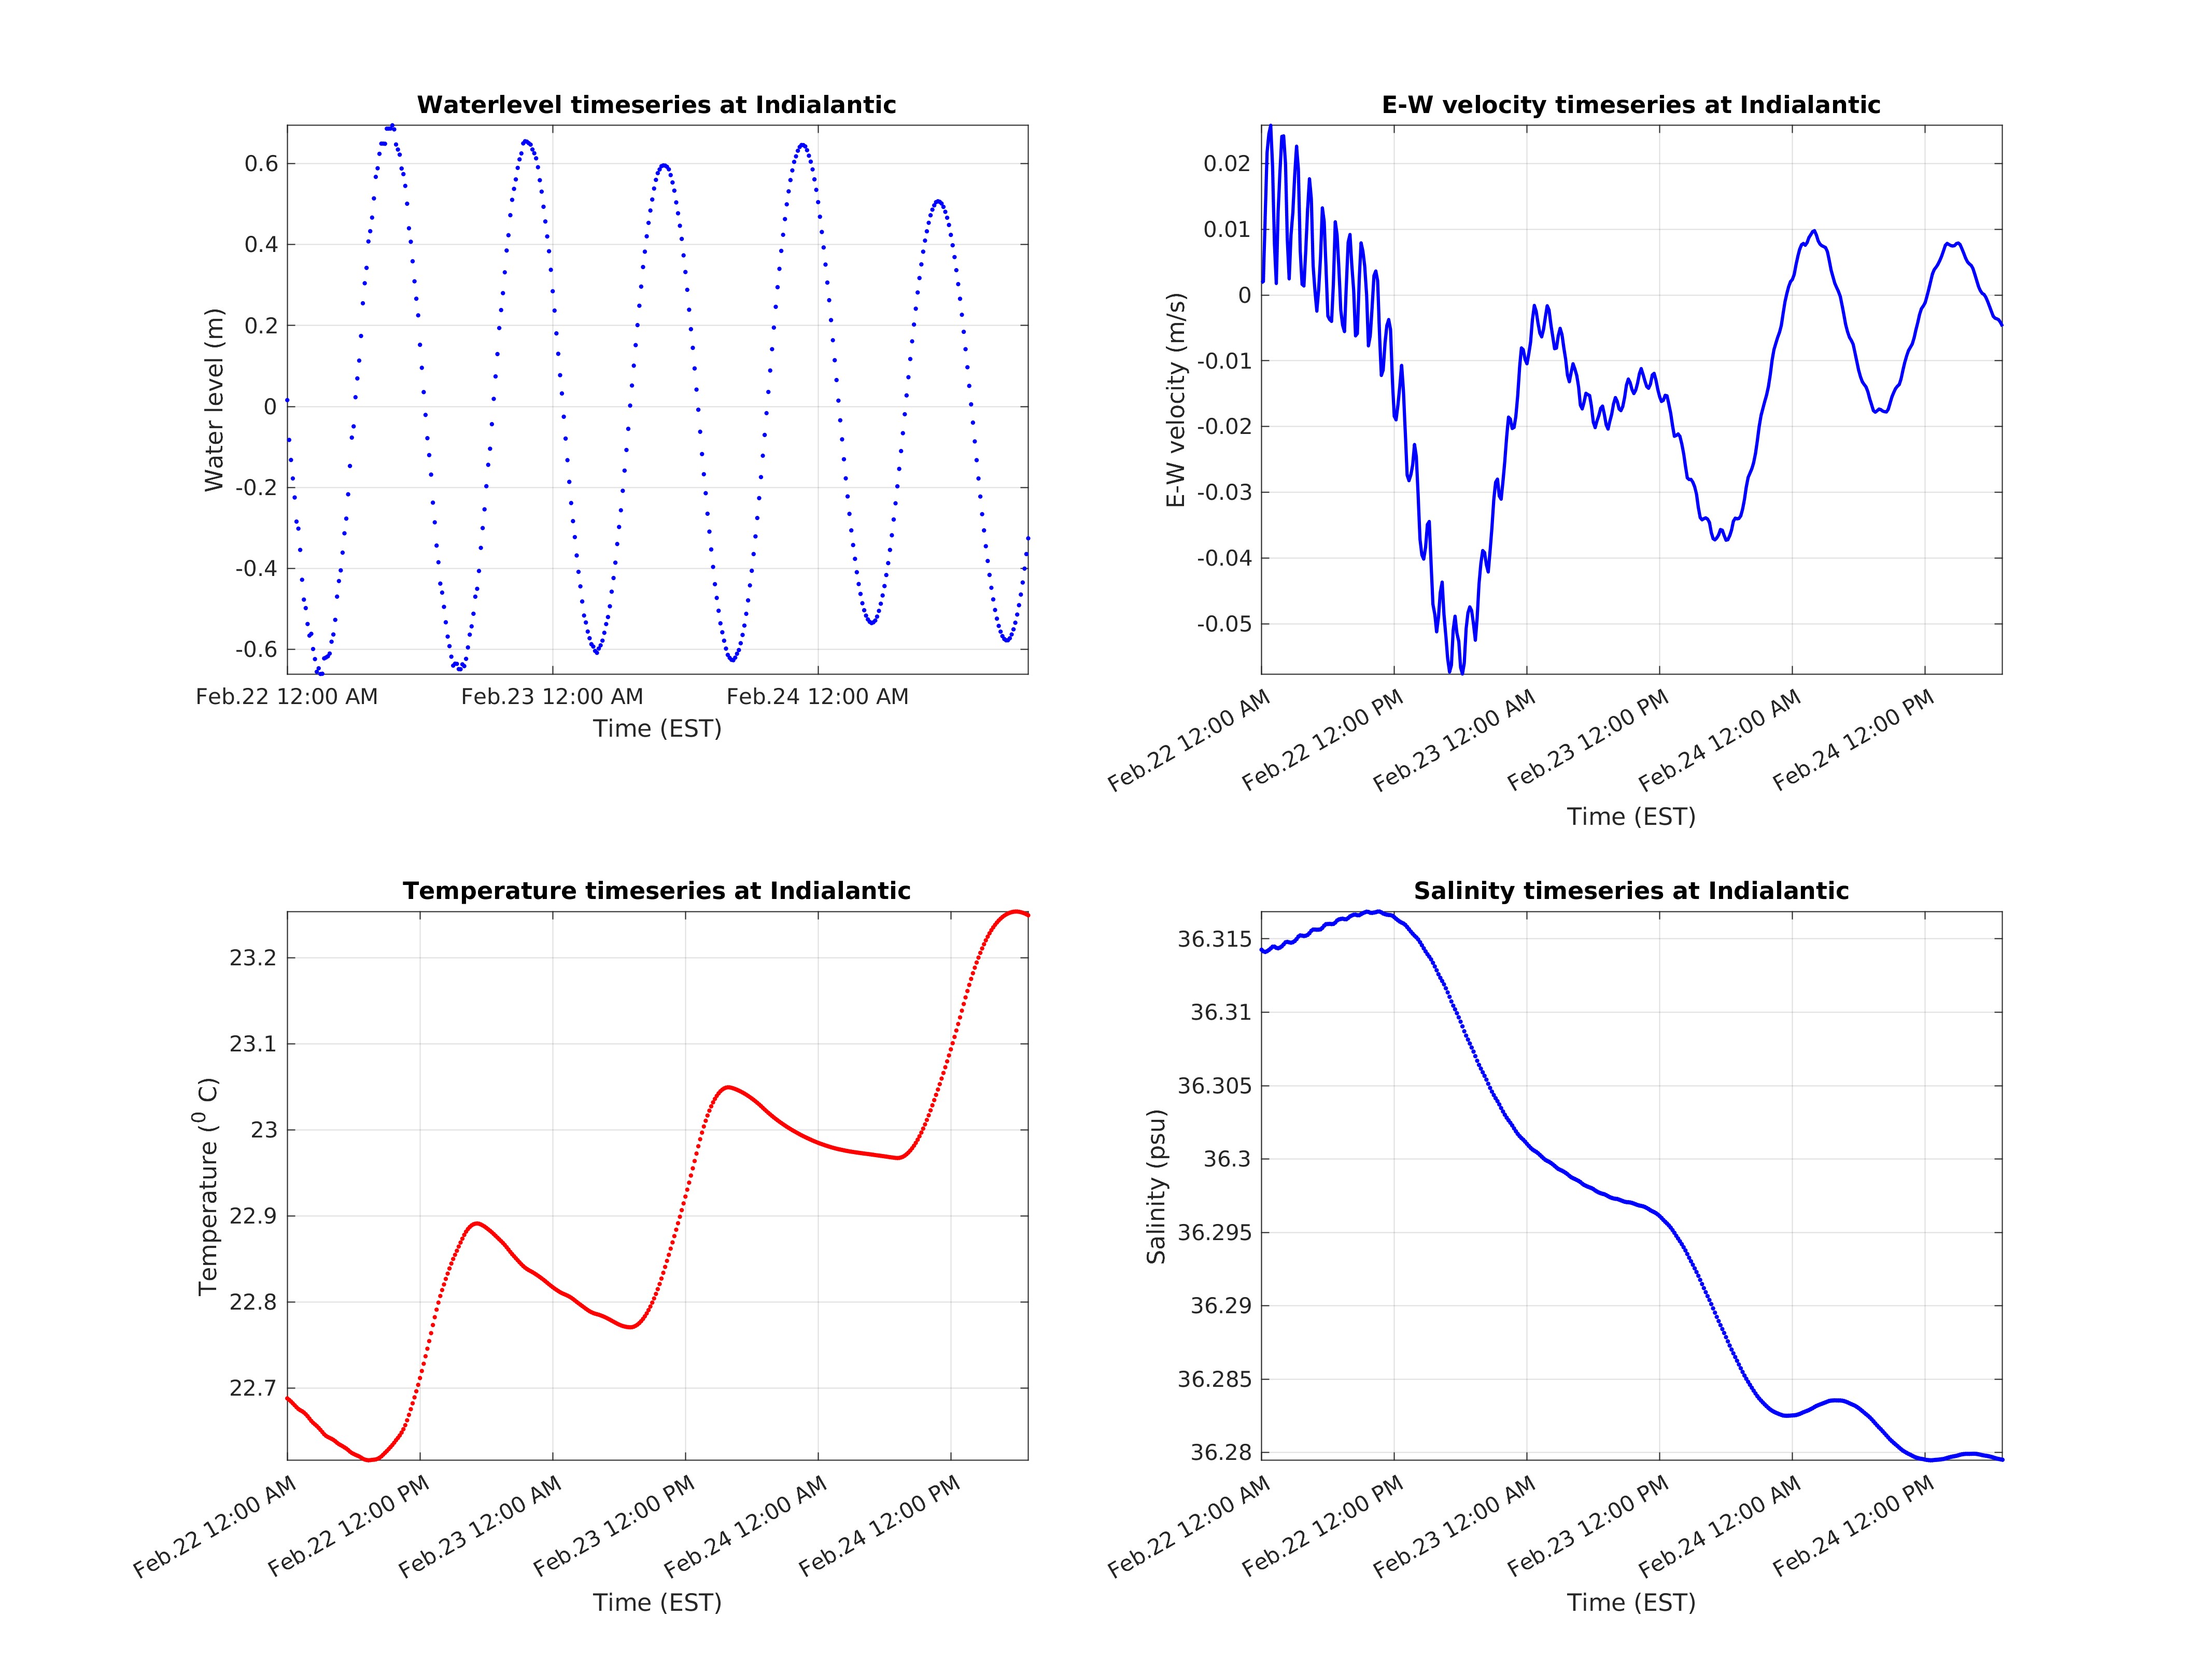 Waterlevel timeseries at Indialantic
0.6
0.4
0.2
0
-0.2
-0.4
-0.6
Water level (m)
Feb.22 12:00 AM
Feb.23 12:00 AM
Feb.24 12:00 AM
Time (EST)
E-W velocity timeseries at Indialantic
0.02
0.01
0
-0.01
-0.02
-0.03
-0.04
-0.05
E-W velocity (m/s)
Feb.22 12:00 AM
Feb.22 12:00 PM
Feb.23 12:00 AM
Feb.23 12:00 PM
Feb.24 12:00 AM
Feb.24 12:00 PM
Time (EST)
Temperature timeseries at Indialantic
23.2
23.1
23
22.9
22.8
22.7
Temperature (⁰ C)
Feb.22 12:00 AM
Feb.22 12:00 PM
Feb.23 12:00 AM
Feb.23 12:00 PM
Feb.24 12:00 AM
Feb.24 12:00 PM
Time (EST)
Salinity timeseries at Indialantic
36.315
36.31
36.305
36.3
36.295
36.29
36.285
36.28
Salinity (psu)
Feb.22 12:00 AM
Feb.22 12:00 PM
Feb.23 12:00 AM
Feb.23 12:00 PM
Feb.24 12:00 AM
Feb.24 12:00 PM
Time (EST)